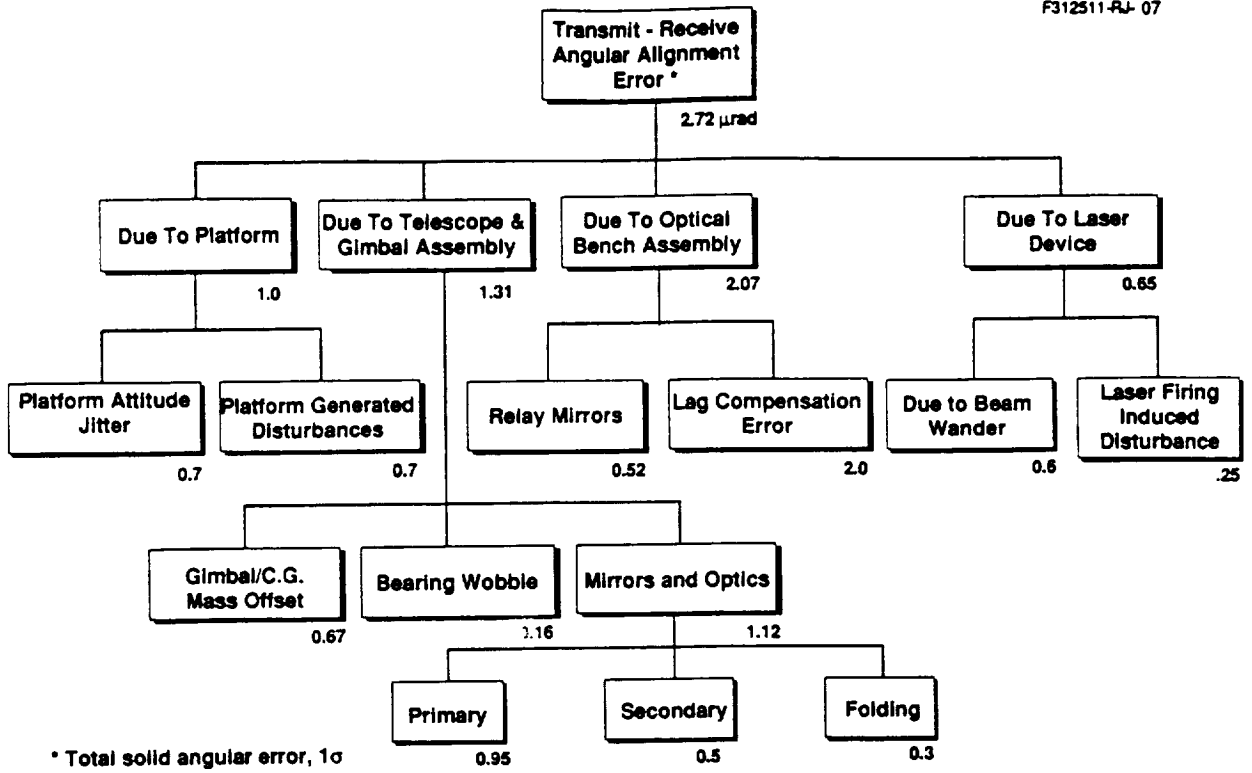 F312511-RJ- 07
Transmit - Receive
Angular Alignment
Error *
2.72 µrad
Due To Platform
1.0
Due To Telescope &
Gimbal Assembly
1.31
Due To Optical
Bench Assembly
2.07
Due To Laser
Device
0.65
Platform Attitude
Jitter
0.7
Platform Generated
Disturbances
0.7
Relay Mirrors
0.52
Lag Compensation
Error
2.0
Due to Beam
Wander
0.6
Laser Firing
Induced
Disturbance
.25
Gimbal/C.G.
Mass Offset
0.67
Bearing Wobble
Mirrors and Optics
1.12
Primary
0.95
Secondary
0.5
Folding
0.3
* Total solid angular error, 1σ